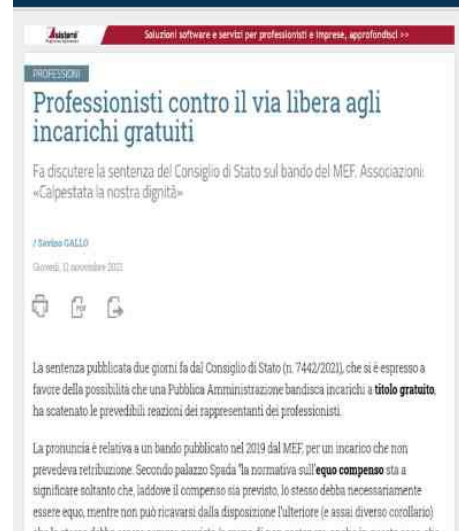 Sistemi
Soluzioni software e servizi per professionisti e imprese, approfondisci >>
PROFESSIONI
Professionisti contro il via libera agli
incarichi gratuiti
Fa discutere la sentenza del Consiglio di Stato sul bando del MEF. Associazioni:
«Calpestata la nostra dignità»
/ Savino GALLO
Giovedì, 11 novembre 2021
PDF
La sentenza pubblicata due giorni fa dal Consiglio di Stato (n. 7442/2021), che si è espresso a
favore della possibilità che una Pubblica Amministrazione bandisca incarichi a titolo gratuito,
ha scatenato le prevedibili reazioni dei rappresentanti dei professionisti.
La pronuncia è relativa a un bando pubblicato nel 2019 dal MEF, per un incarico che non
prevedeva retribuzione. Secondo palazzo Spada "la normativa sull'equo compenso sta a
significare soltanto che, laddove il compenso sia previsto, lo stesso debba necessariamente
essere equo, mentre non può ricavarsi dalla disposizione l'ulteriore (e assai diverso corollario)